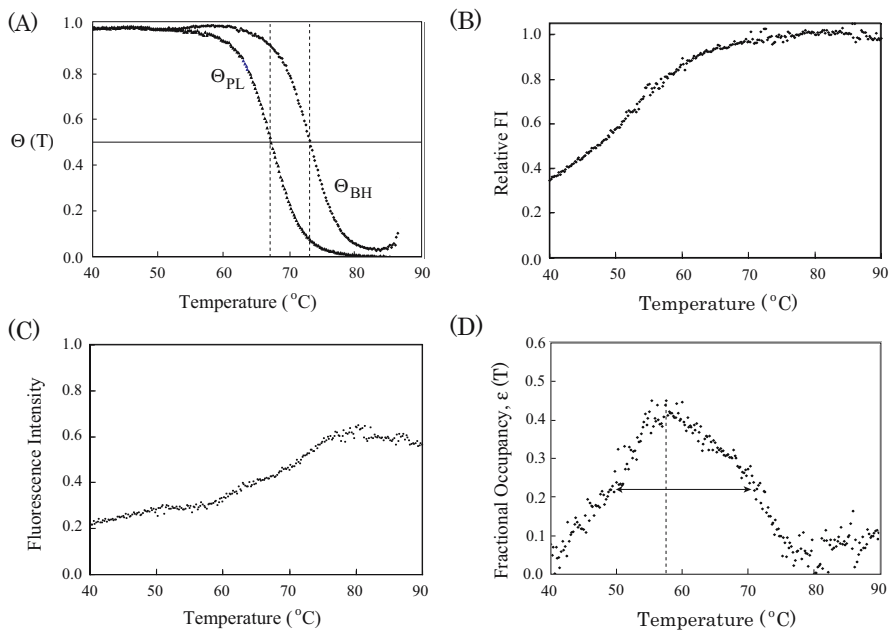 (A)
1.0
0.8
0.6
Θ (T)
0.4
0.2
0.0
Θ PL
Θ BH
40 50 60 70 80 90
Temperature ( °C)
(B)
1.0
0.8
0.6
0.4
0.2
0.0
Relative FI
40 50 60 70 80 90
Temperature (°C)
(C)
1.0
0.8
0.6
0.4
0.2
0.0
Fluorescence Intensity
40 50 60 70 80 90
Temperature ( °C)
(D)
0.6
0.5
0.4
0.3
0.2
0.1
0
Fractional Occupancy, ε (T)
40 50 60 70 80 90
Temperature (°C)